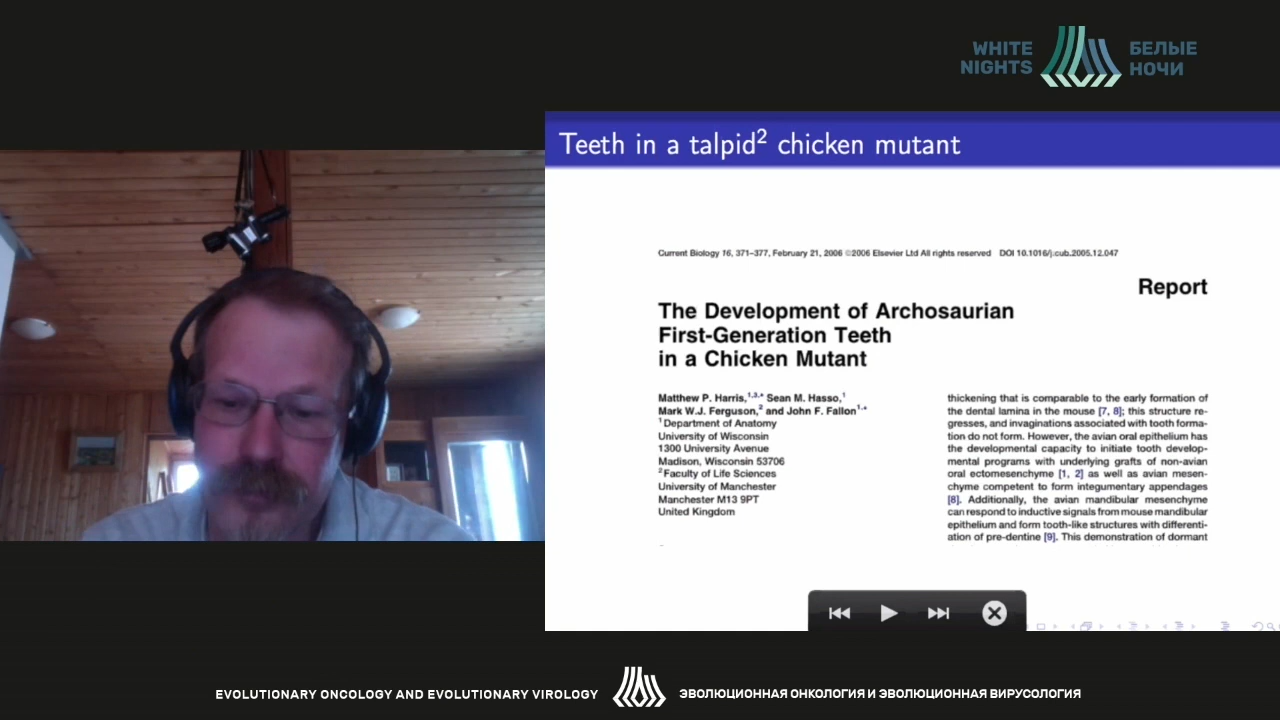 WHITE
NIGHTS
БЕЛЫЕ
НОЧИ
Teeth in a talpid² chicken mutant
Current Biology 16, 371–377, February 21, 2006 ©2006 Elsevier Ltd All rights reserved DOI 10.1016/j.cub.2005.12.047
Report
The Development of Archosaurian
First-Generation Teeth
in a Chicken Mutant
Matthew P. Harris,1,3,* Sean M. Hasso,1
Mark W.J. Ferguson,2 and John F. Fallon1,*
1 Department of Anatomy
University of Wisconsin
1300 University Avenue
Madison, Wisconsin 53706
2 Faculty of Life Sciences
University of Manchester
Manchester M13 9PT
United Kingdom
thickening that is comparable to the early formation of
the dental lamina in the mouse [7, 8]; this structure re-
gresses, and invaginations associated with tooth forma-
tion do not form. However, the avian oral epithelium has
the developmental capacity to initiate tooth develop-
mental programs with underlying grafts of non-avian
oral ectomesenchyme [1, 2] as well as avian mesen-
chyme competent to form integumentary appendages
[8]. Additionally, the avian mandibular mesenchyme
can respond to inductive signals from mouse mandibular
epithelium and form tooth-like structures with differenti-
ation of pre-dentine [9]. This demonstration of dormant
EVOLUTIONARY ONCOLOGY AND EVOLUTIONARY VIROLOGY
ЭВОЛЮЦИОННАЯ ОНКОЛОГИЯ И ЭВОЛЮЦИОННАЯ ВИРУСОЛОГИЯ